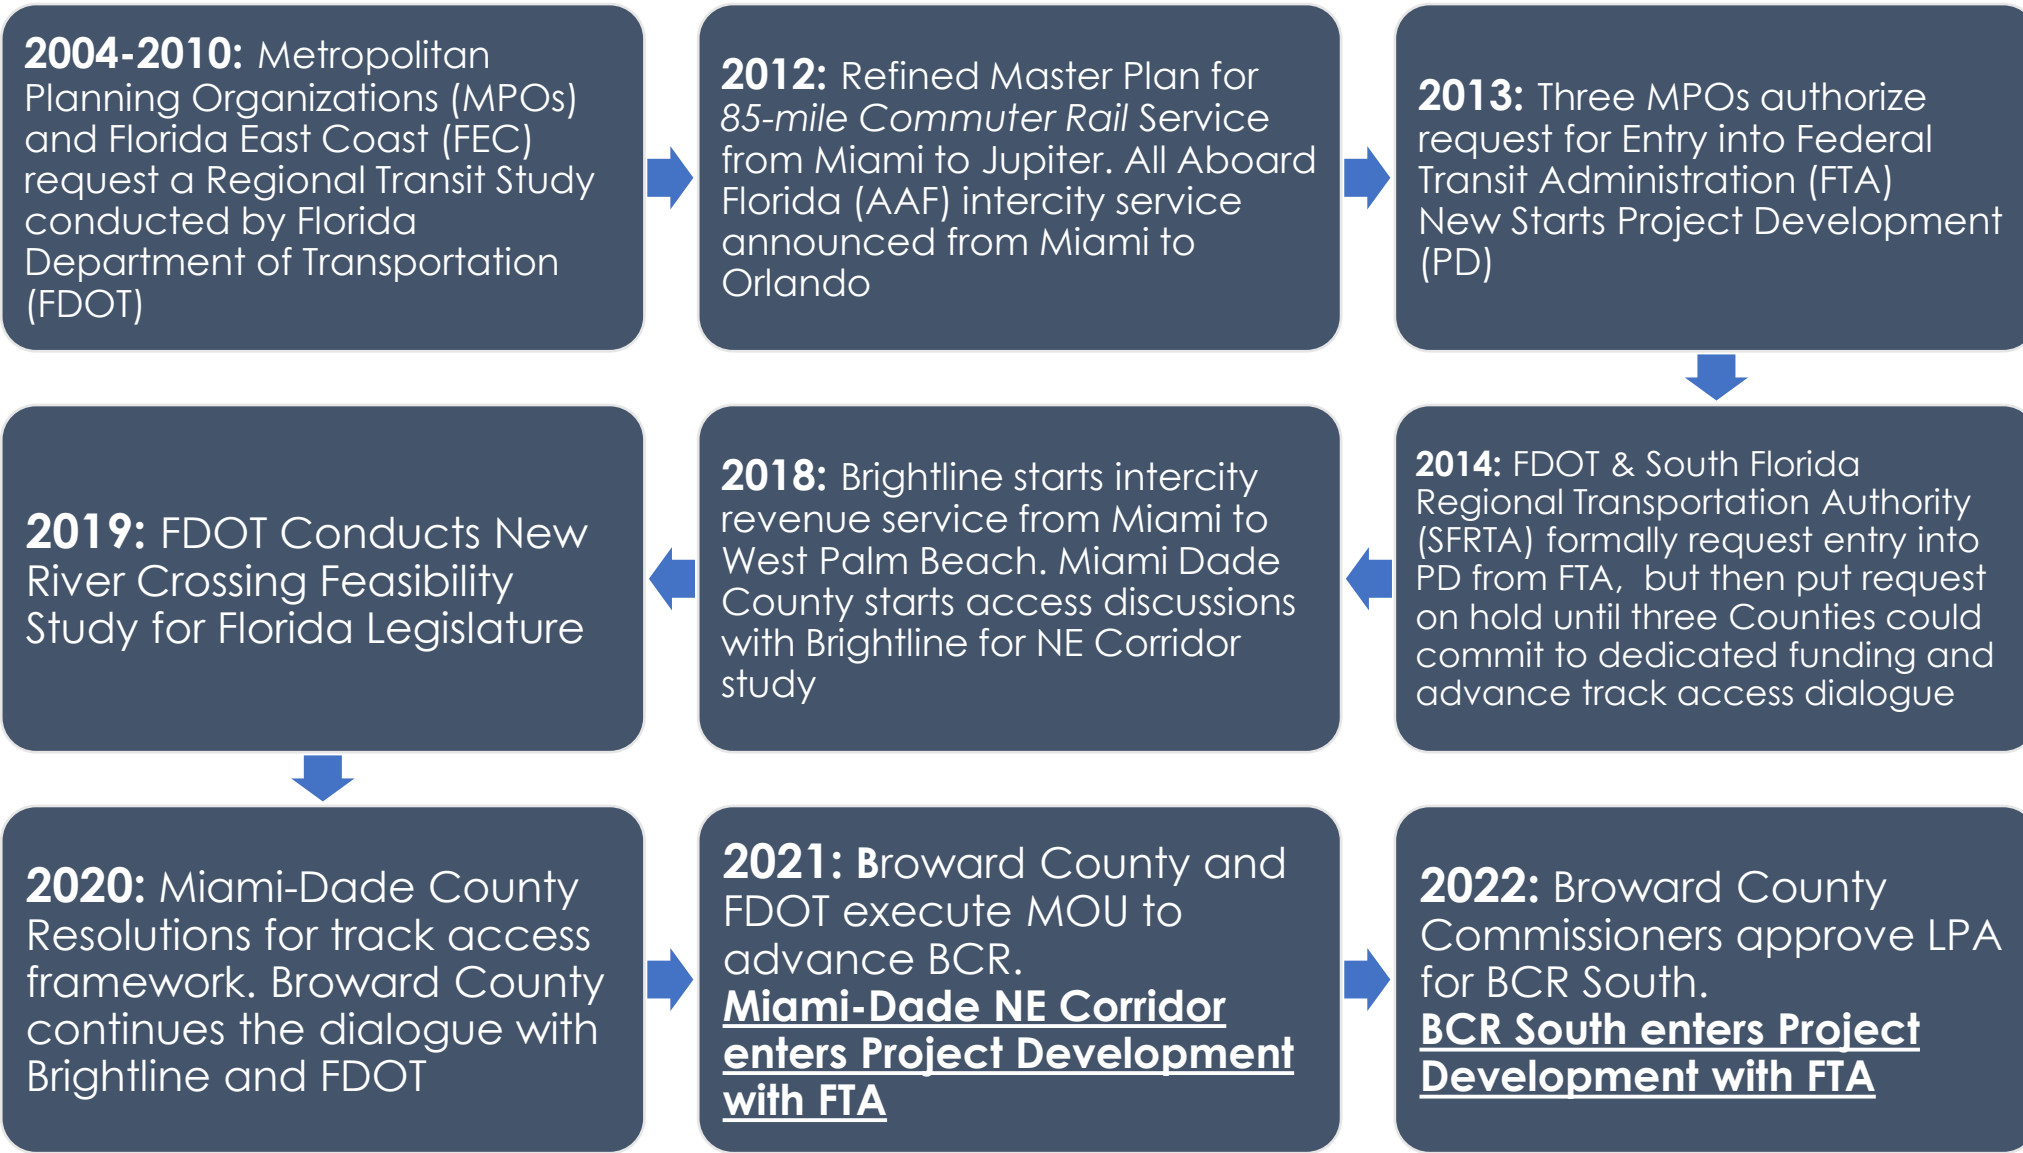 2004-2010: Metropolitan
Planning Organizations (MPOs)
and Florida East Coast (FEC)
request a Regional Transit Study
conducted by Florida
Department of Transportation
(FDOT)
2012: Refined Master Plan for
85-mile Commuter Rail Service
from Miami to Jupiter. All Aboard
Florida (AAF) intercity service
announced from Miami to
Orlando
2013: Three MPOs authorize
request for Entry into Federal
Transit Administration (FTA)
New Starts Project Development
(PD)
2014: FDOT & South Florida
Regional Transportation Authority
(SFRTA) formally request entry into
PD from FTA, but then put request
on hold until three Counties could
commit to dedicated funding and
advance track access dialogue
2018: Brightline starts intercity
revenue service from Miami to
West Palm Beach. Miami Dade
County starts access discussions
with Brightline for NE Corridor
study
2019: FDOT Conducts New
River Crossing Feasibility
Study for Florida Legislature
2020: Miami-Dade County
Resolutions for track access
framework. Broward County
continues the dialogue with
Brightline and FDOT
2021: Broward County and
FDOT execute MOU to
advance BCR.
Miami-Dade NE Corridor
enters Project Development
with FTA
2022: Broward County
Commissioners approve LPA
for BCR South.
BCR South enters Project
Development with FTA